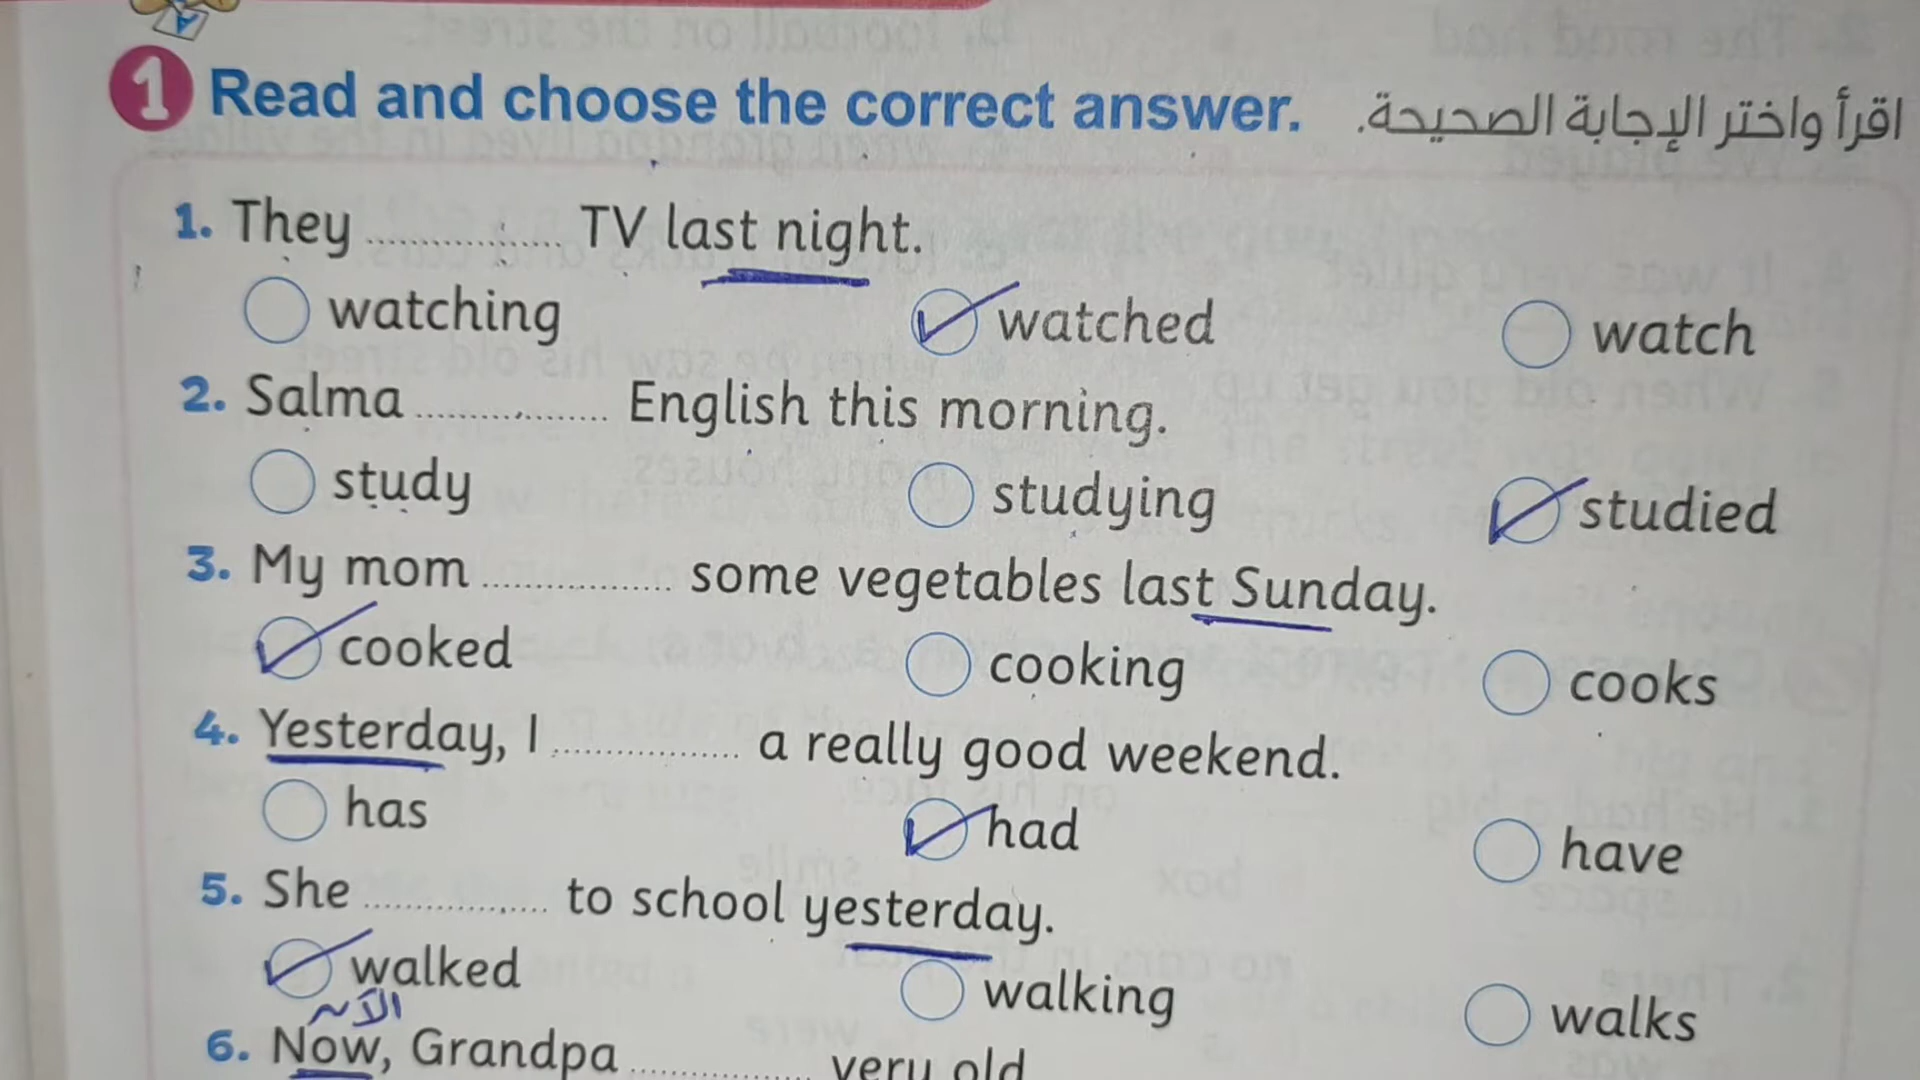 1 Read and choose the correct answer. اقرأ واختر الإجابة الصحيحة.
1. They ................ TV last night.
watching watched watch
2. Salma ................ English this morning.
study studying studied
3. My mom ................ some vegetables last Sunday.
cooked cooking cooks
4. Yesterday, I ................ a really good weekend.
has had have
5. She ................ to school yesterday.
walked walking walks
الآن
6. Now, Grandpa ................ very old